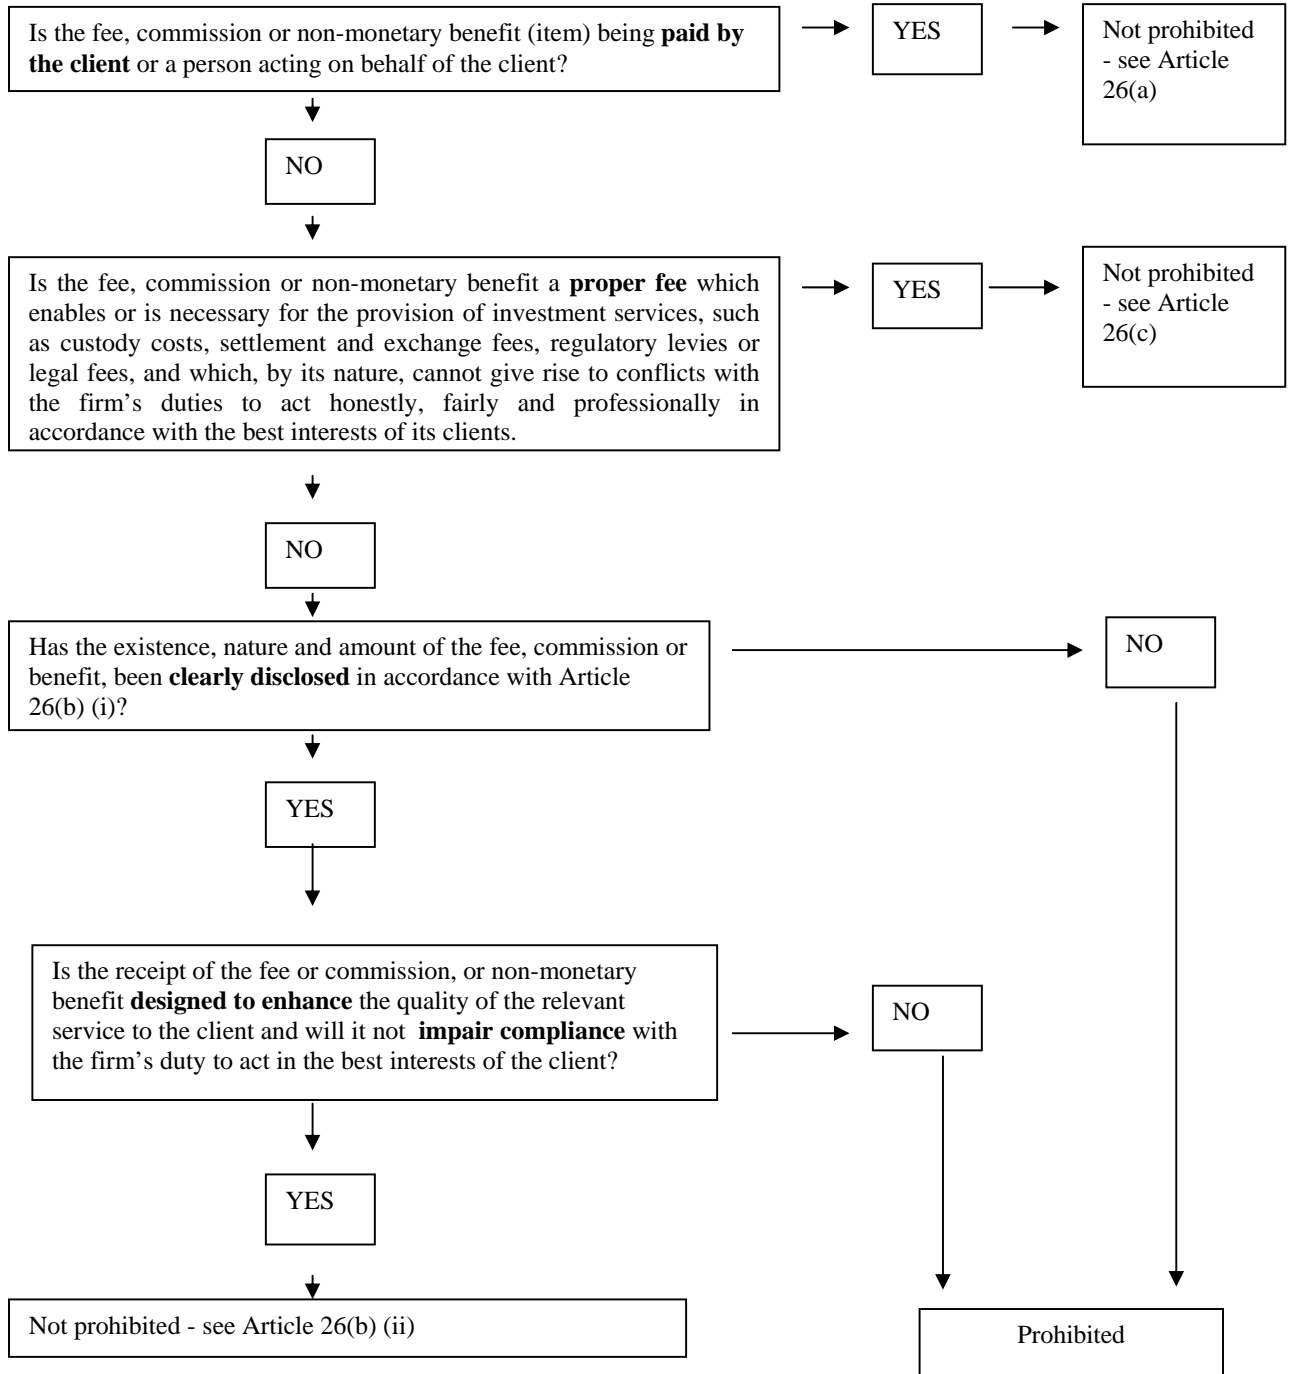 Is the fee, commission or non-monetary benefit (item) being paid by
the client or a person acting on behalf of the client?
YES
Not prohibited
- see Article
26(a)
NO
Is the fee, commission or non-monetary benefit a proper fee which
enables or is necessary for the provision of investment services, such
as custody costs, settlement and exchange fees, regulatory levies or
legal fees, and which, by its nature, cannot give rise to conflicts with
the firm’s duties to act honestly, fairly and professionally in
accordance with the best interests of its clients.
YES
Not prohibited
- see Article
26(c)
NO
Has the existence, nature and amount of the fee, commission or
benefit, been clearly disclosed in accordance with Article
26(b) (i)?
NO
YES
Is the receipt of the fee or commission, or non-monetary
benefit designed to enhance the quality of the relevant
service to the client and will it not impair compliance with
the firm’s duty to act in the best interests of the client?
NO
YES
Not prohibited - see Article 26(b) (ii)
Prohibited